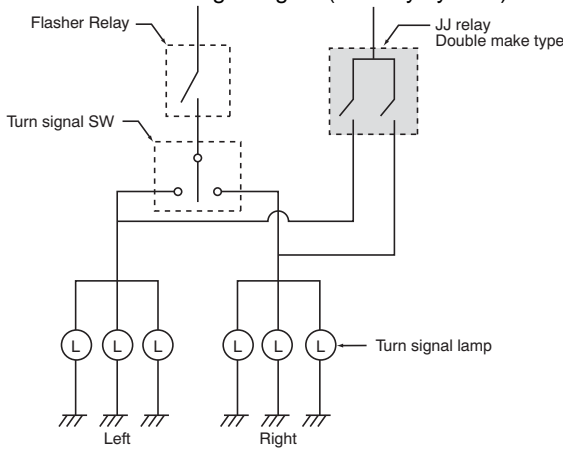 Flasher Relay
JJ relay
Double make type
Turn signal SW
L L L L L L
Turn signal lamp
Left Right